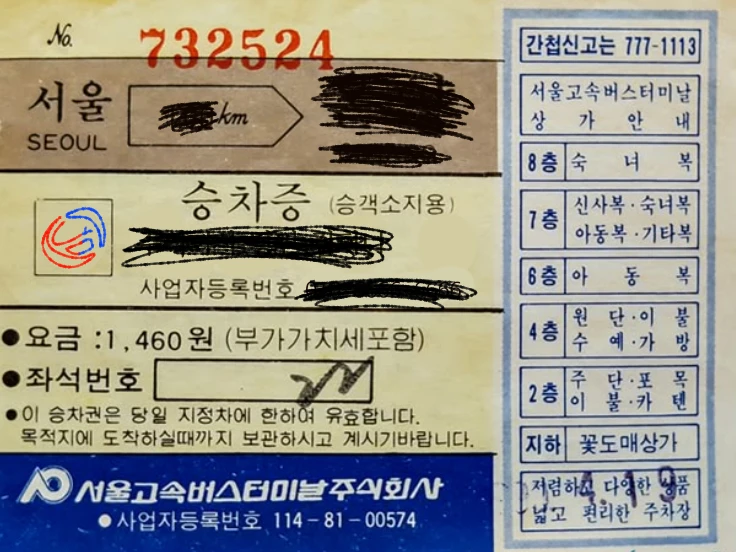 No. 732524
서울
SEOUL
km
승차증 (승객소지용)
사업자등록번호
● 요금 : 1,460원 (부가가치세포함)
● 좌석번호 22
● 이 승차권은 당일 지정차에 한하여 유효합니다.
목적지에 도착하실때까지 보관하시고 계시기바랍니다.
서울고속버스터미날주식회사
● 사업자등록번호 114-81-00574
간첩신고는 777-1113
서울고속버스터미날
상가안내
8층 숙녀복
7층 신사복·숙녀복
아동복·기타복
6층 아동복
4층 원단·이불
수예·가방
2층 주단·포목
이불·카텐
지하 꽃도매상가
저렴하고 다양한 상품
넓고 편리한 주차장